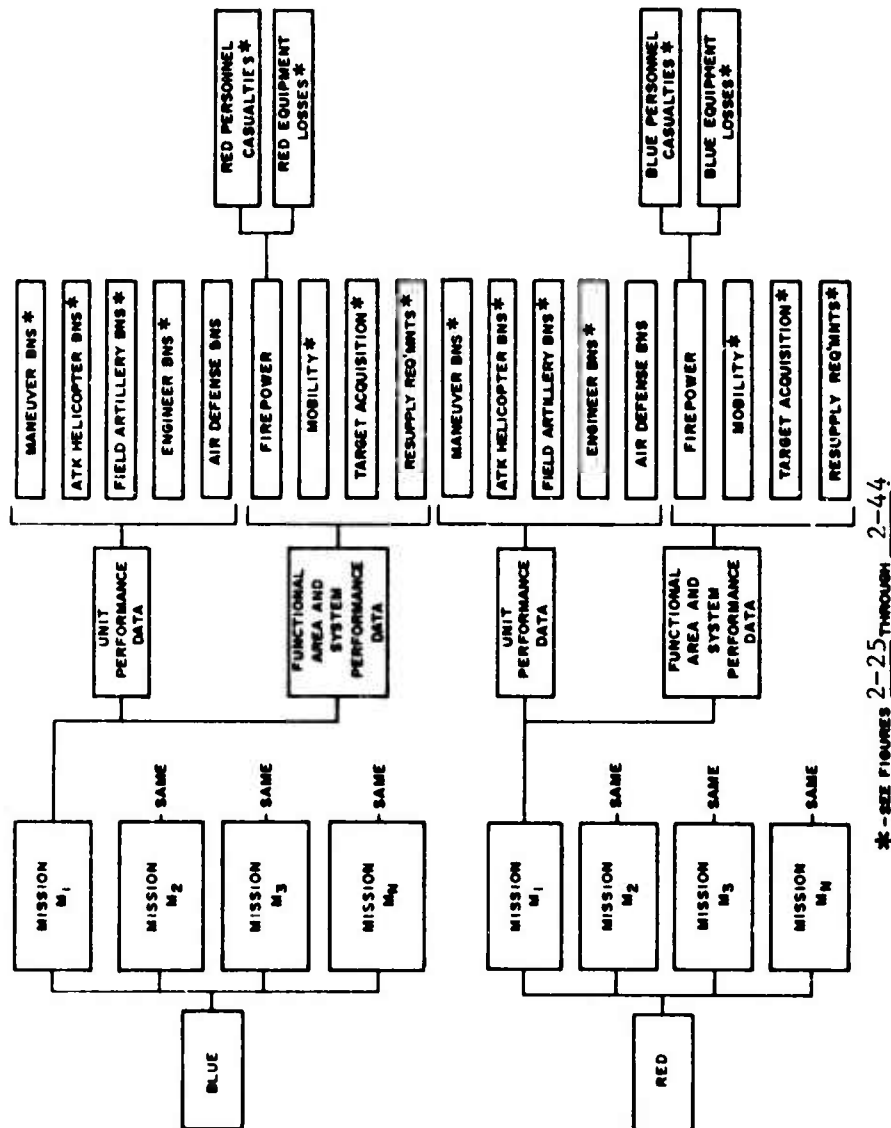 BLUE
MISSION
M₁
MISSION
M₂
SAME
MISSION
M₃
SAME
MISSION
M_N
SAME
UNIT
PERFORMANCE
DATA
FUNCTIONAL
AREA AND
SYSTEM
PERFORMANCE
DATA
MANEUVER BNS*
ATK HELICOPTER BNS*
FIELD ARTILLERY BNS*
ENGINEER BNS*
AIR DEFENSE BNS
FIREPOWER
MOBILITY*
TARGET ACQUISITION*
RESUPPLY REQ'MNTS*
RED PERSONNEL
CASUALTIES*
RED EQUIPMENT
LOSSES*
RED
MISSION
M₁
MISSION
M₂
SAME
MISSION
M₃
SAME
MISSION
M_N
SAME
UNIT
PERFORMANCE
DATA
FUNCTIONAL
AREA AND
SYSTEM
PERFORMANCE
DATA
MANEUVER BNS*
ATK HELICOPTER BNS*
FIELD ARTILLERY BNS*
ENGINEER BNS*
AIR DEFENSE BNS
FIREPOWER
MOBILITY*
TARGET ACQUISITION*
RESUPPLY REQ'MNTS*
BLUE PERSONNEL
CASUALTIES*
BLUE EQUIPMENT
LOSSES*
* - SEE FIGURES 2-25 THROUGH 2-44